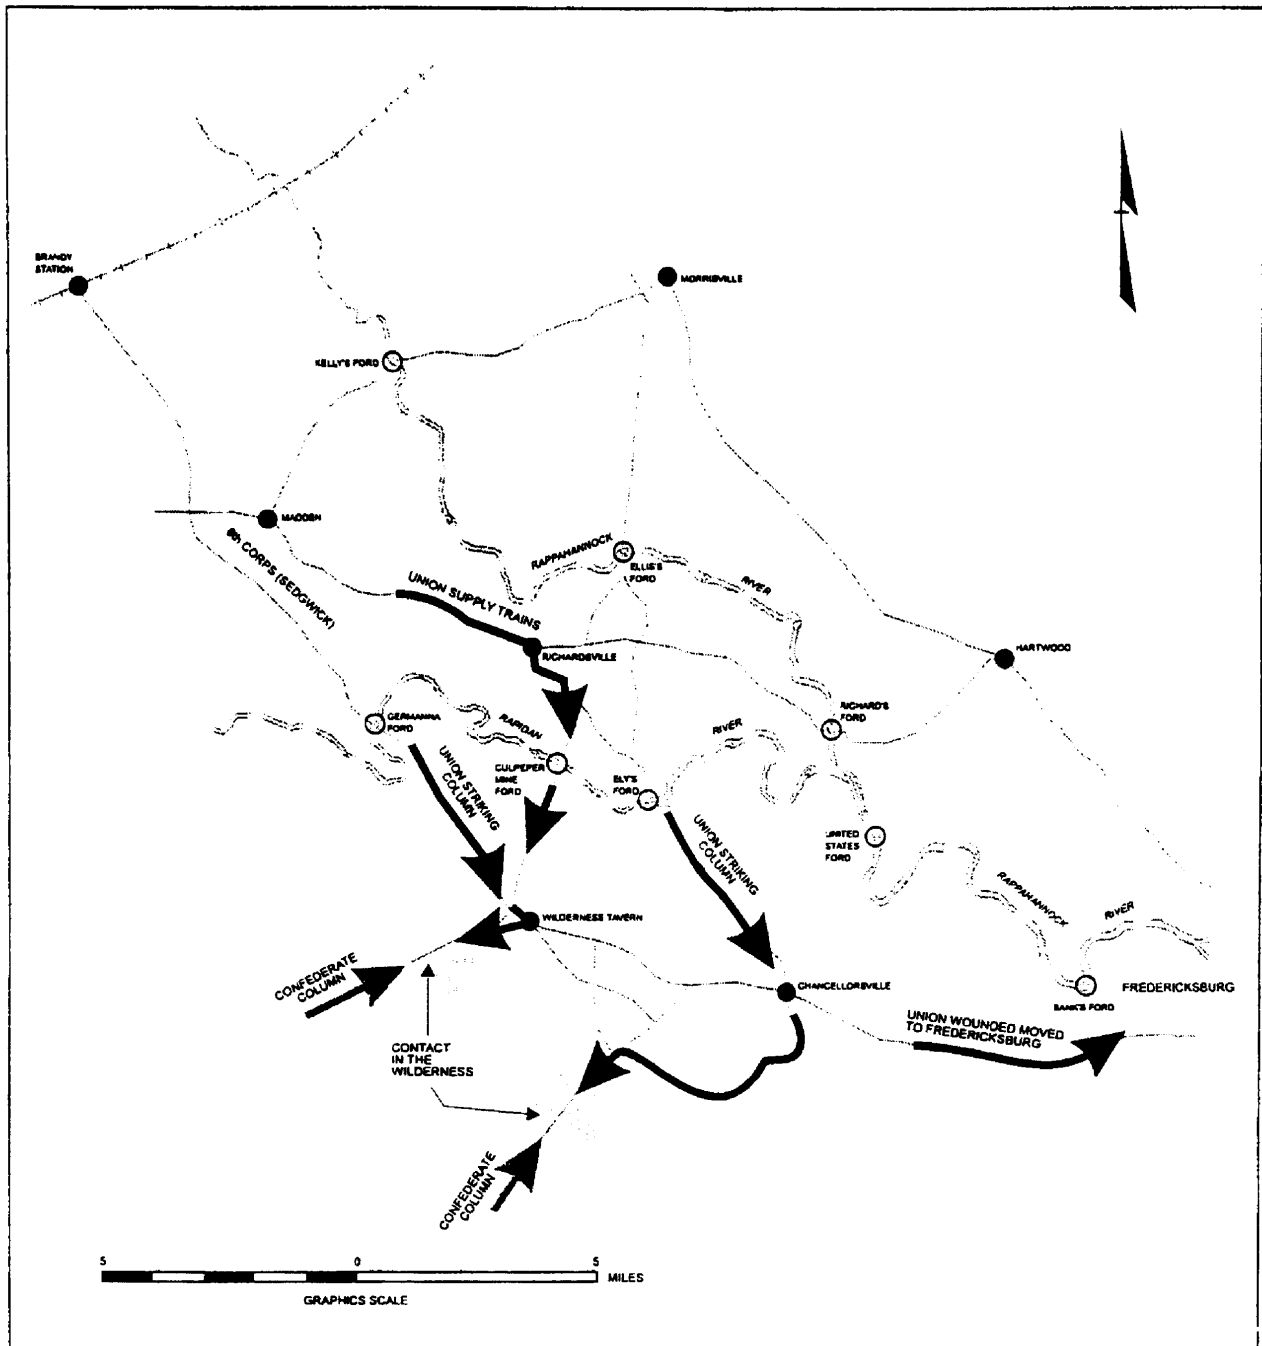 BRANDY
STATION
MORRISVILLE
KELLY'S FORD
MADDEN
6th CORPS (SEDGWICK)
RAPPAHANNOCK
ELLIS'S
FORD
RIVER
UNION SUPPLY TRAINS
RICHARDSVILLE
HARTWOOD
GERMANNA
FORD
RAPIDAN
RIVER
RICHARD'S
FORD
CULPEPER
MINE
FORD
ELY'S
FORD
UNION STRIKING
COLUMN
UNION STRIKING
COLUMN
UNITED
STATES
FORD
RAPPAHANNOCK
RIVER
WILDERNESS TAVERN
CONFEDERATE
COLUMN
CHANCELLORSVILLE
BANK'S FORD
FREDERICKSBURG
UNION WOUNDED MOVED
TO FREDERICKSBURG
CONTACT
IN THE
WILDERNESS
CONFEDERATE
COLUMN
5 0 5
MILES
GRAPHICS SCALE